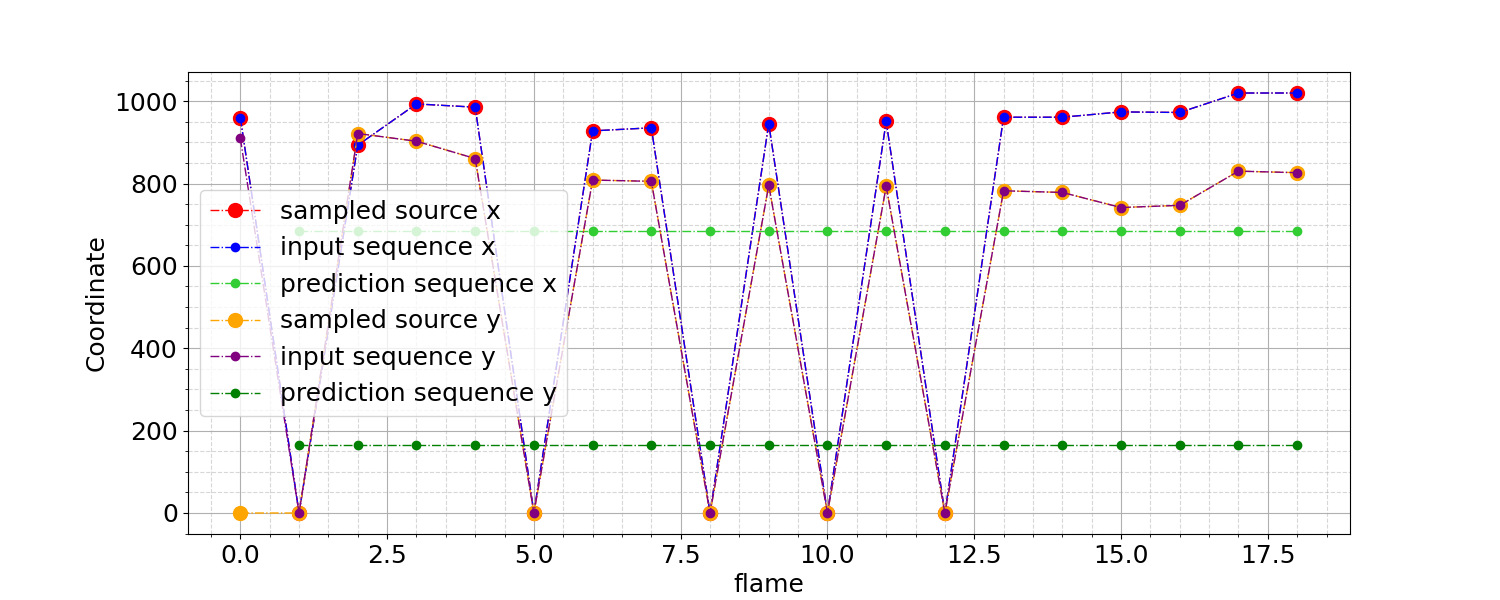 1000
800
600
400
200
0
Coordinate
sampled source x
input sequence x
prediction sequence x
sampled source y
input sequence y
prediction sequence y
0.0 2.5 5.0 7.5 10.0 12.5 15.0 17.5
flame